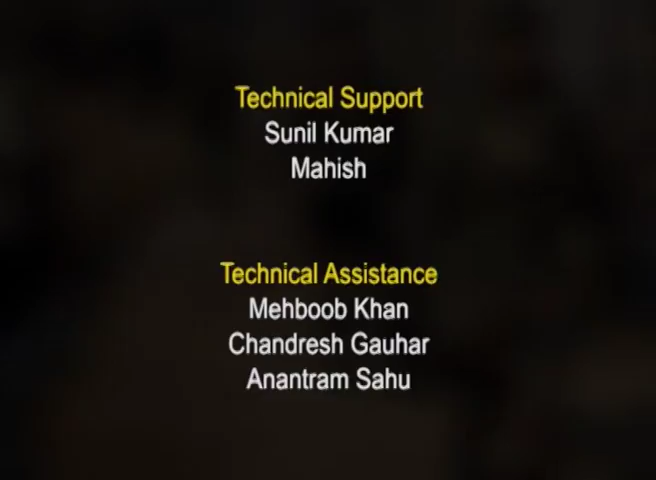 Technical Support
Sunil Kumar
Mahish
Technical Assistance
Mehboob Khan
Chandresh Gauhar
Anantram Sahu